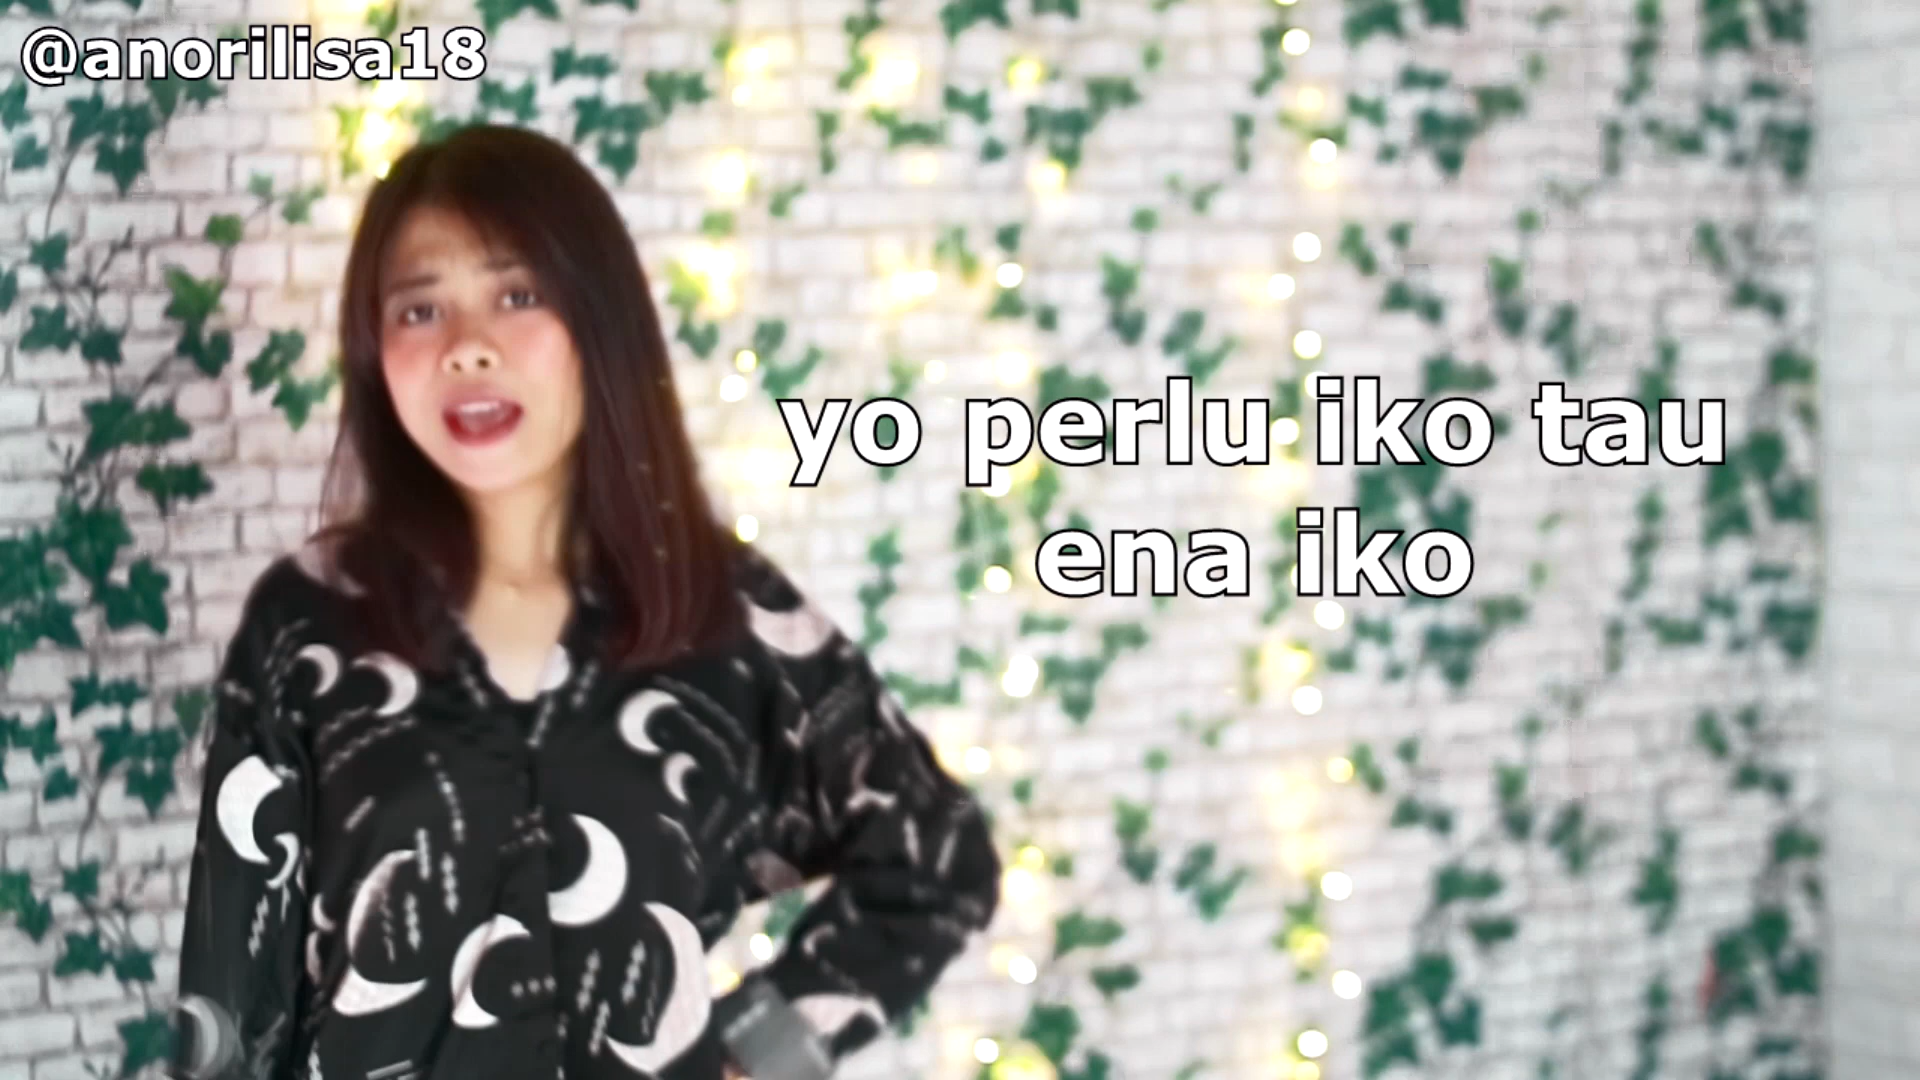 @anorilisa18
yo perlu iko tau
ena iko